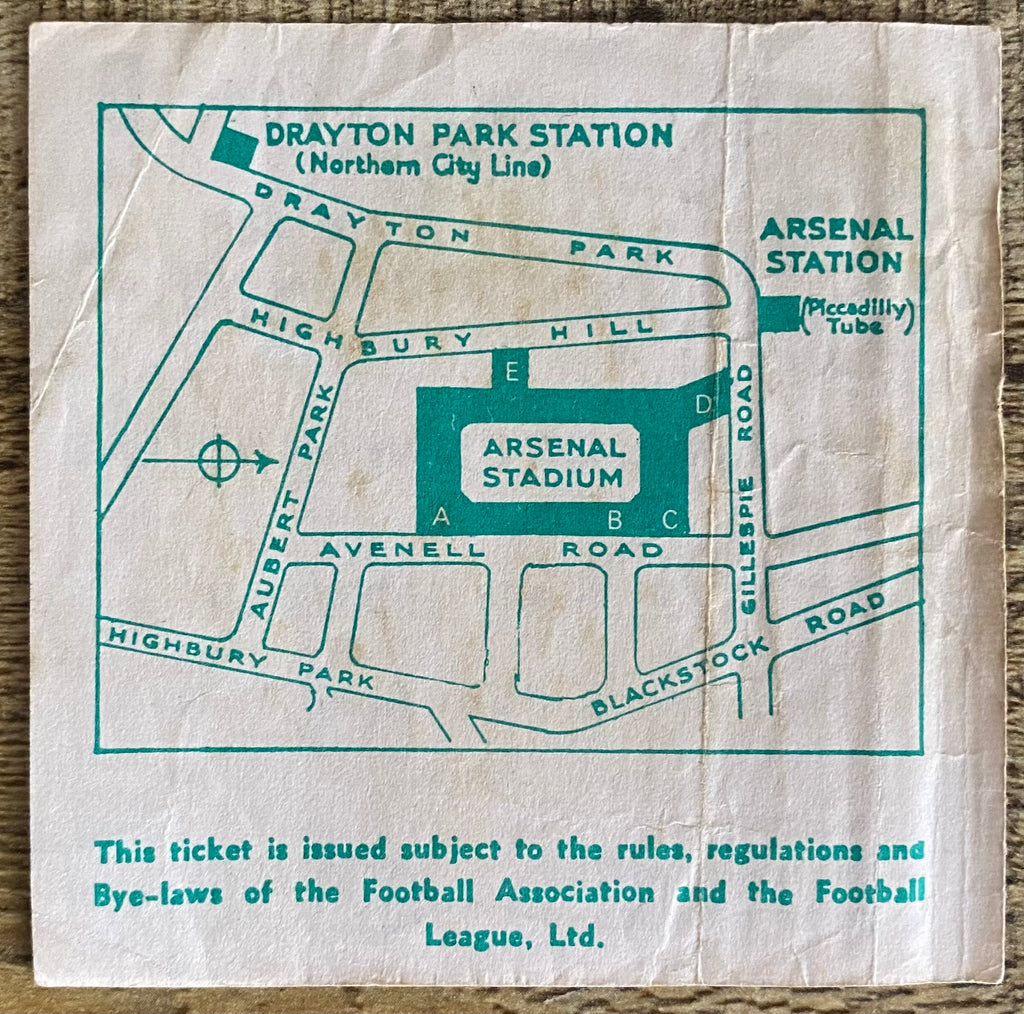 DRAYTON PARK STATION
(Northern City Line)
DRAYTON PARK
ARSENAL
STATION
(Piccadilly
Tube)
HIGHBURY HILL
E
D
GILLESPIE ROAD
AUBERT PARK
ARSENAL
STADIUM
A B C
AVENELL ROAD
HIGHBURY PARK
BLACKSTOCK ROAD
This ticket is issued subject to the rules, regulations and
Bye-laws of the Football Association and the Football
League, Ltd.